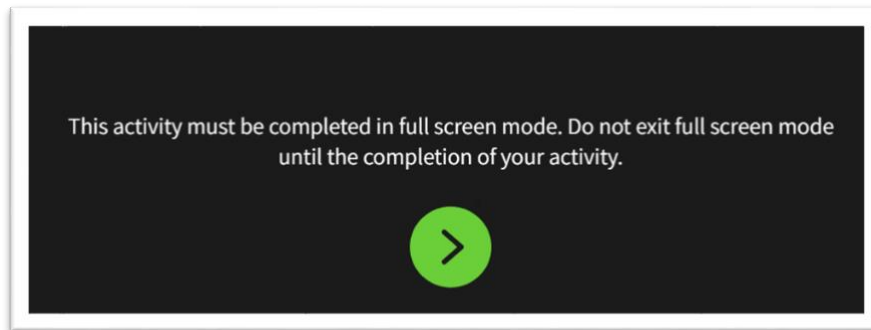 This activity must be completed in full screen mode. Do not exit full screen mode
until the completion of your activity.